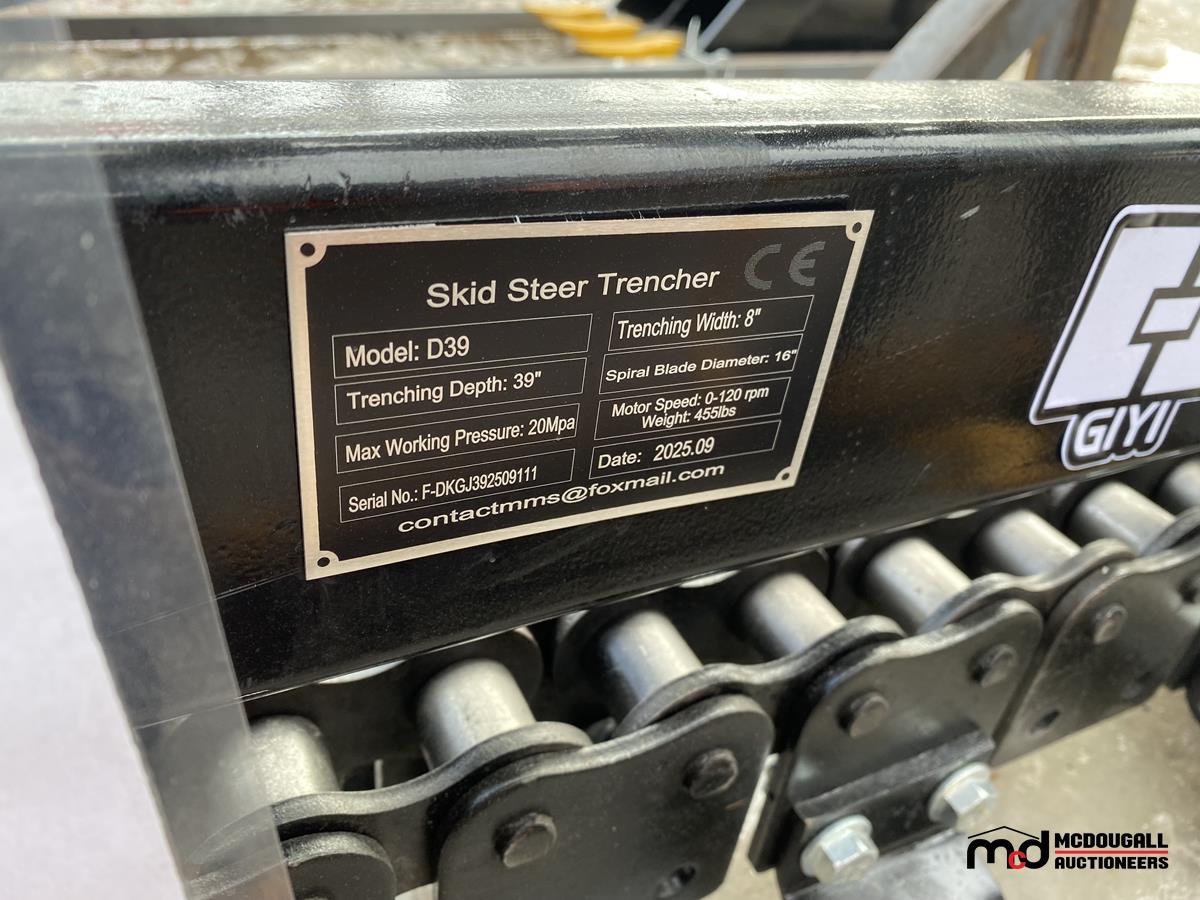 Skid Steer Trencher CE
Model: D39
Trenching Depth: 39"
Max Working Pressure: 20Mpa
Serial No.: F-DKGJ392509111
Trenching Width: 8"
Spiral Blade Diameter: 16"
Motor Speed: 0-120 rpm
Weight: 455lbs
Date: 2025.09
contactmms@foxmail.com
GIYI
mcd MCDOUGALL
AUCTIONEERS